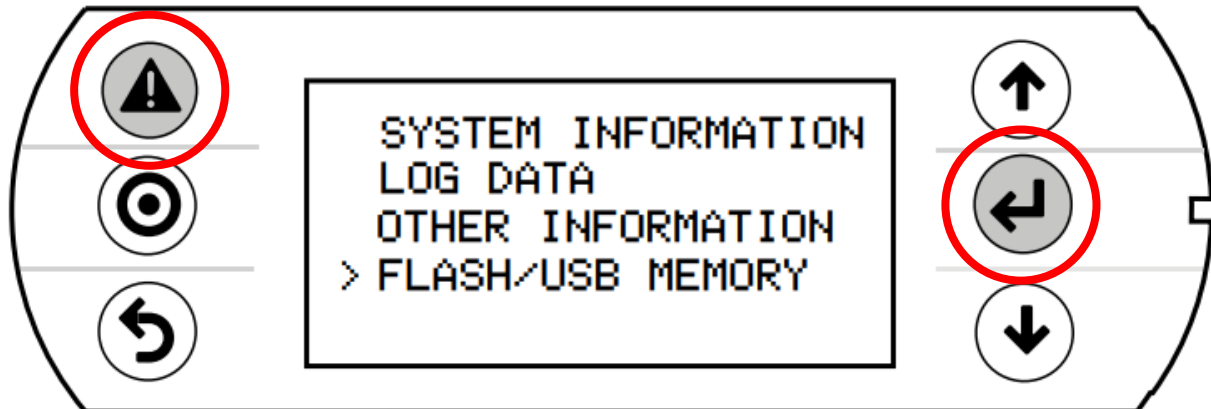 SYSTEM INFORMATION
LOG DATA
OTHER INFORMATION
> FLASH/USB MEMORY